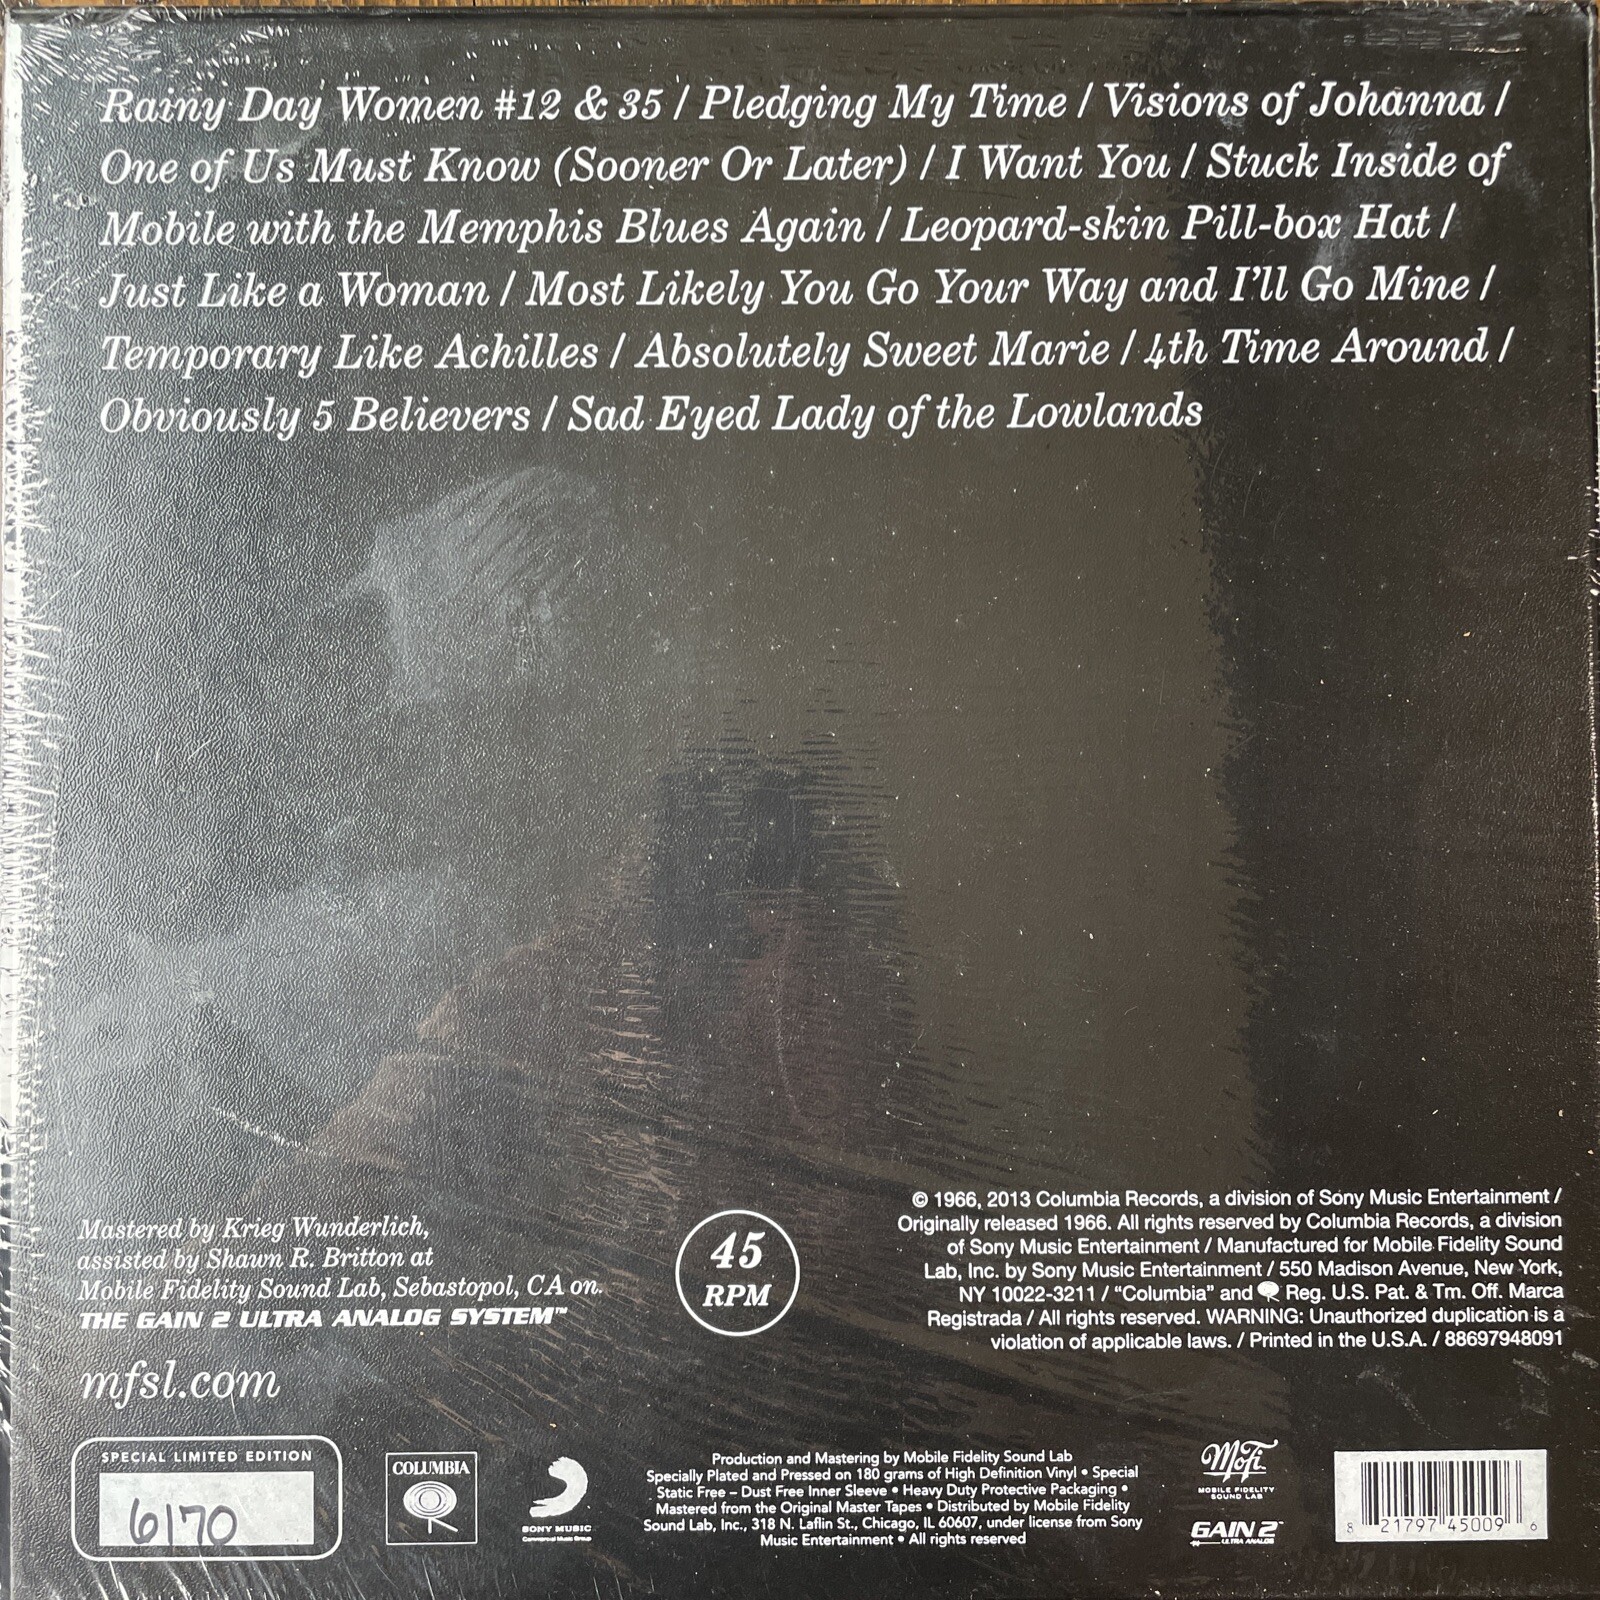 Rainy Day Women #12 & 35 / Pledging My Time / Visions of Johanna /
One of Us Must Know (Sooner Or Later) / I Want You / Stuck Inside of
Mobile with the Memphis Blues Again / Leopard-skin Pill-box Hat /
Just Like a Woman / Most Likely You Go Your Way and I'll Go Mine /
Temporary Like Achilles / Absolutely Sweet Marie / 4th Time Around /
Obviously 5 Believers / Sad Eyed Lady of the Lowlands
Mastered by Krieg Wunderlich,
assisted by Shawn R. Britton at
Mobile Fidelity Sound Lab, Sebastopol, CA on.
THE GAIN 2 ULTRA ANALOG SYSTEM™
mfsl.com
45
RPM
© 1966, 2013 Columbia Records, a division of Sony Music Entertainment /
Originally released 1966. All rights reserved by Columbia Records, a division
of Sony Music Entertainment / Manufactured for Mobile Fidelity Sound
Lab, Inc. by Sony Music Entertainment / 550 Madison Avenue, New York,
NY 10022-3211 / "Columbia" and Reg. U.S. Pat. & Tm. Off. Marca
Registrada / All rights reserved. WARNING: Unauthorized duplication is a
violation of applicable laws. / Printed in the U.S.A. / 88697948091
SPECIAL LIMITED EDITION
6170
COLUMBIA
SONY MUSIC
Commercial Music Group
Production and Mastering by Mobile Fidelity Sound Lab
Specially Plated and Pressed on 180 grams of High Definition Vinyl • Special
Static Free – Dust Free Inner Sleeve • Heavy Duty Protective Packaging •
Mastered from the Original Master Tapes • Distributed by Mobile Fidelity
Sound Lab, Inc., 318 N. Laflin St., Chicago, IL 60607, under license from Sony
Music Entertainment • All rights reserved
MoFi
MOBILE FIDELITY
SOUND LAB
GAIN 2™
ULTRA ANALOG
8 21797 45009 6